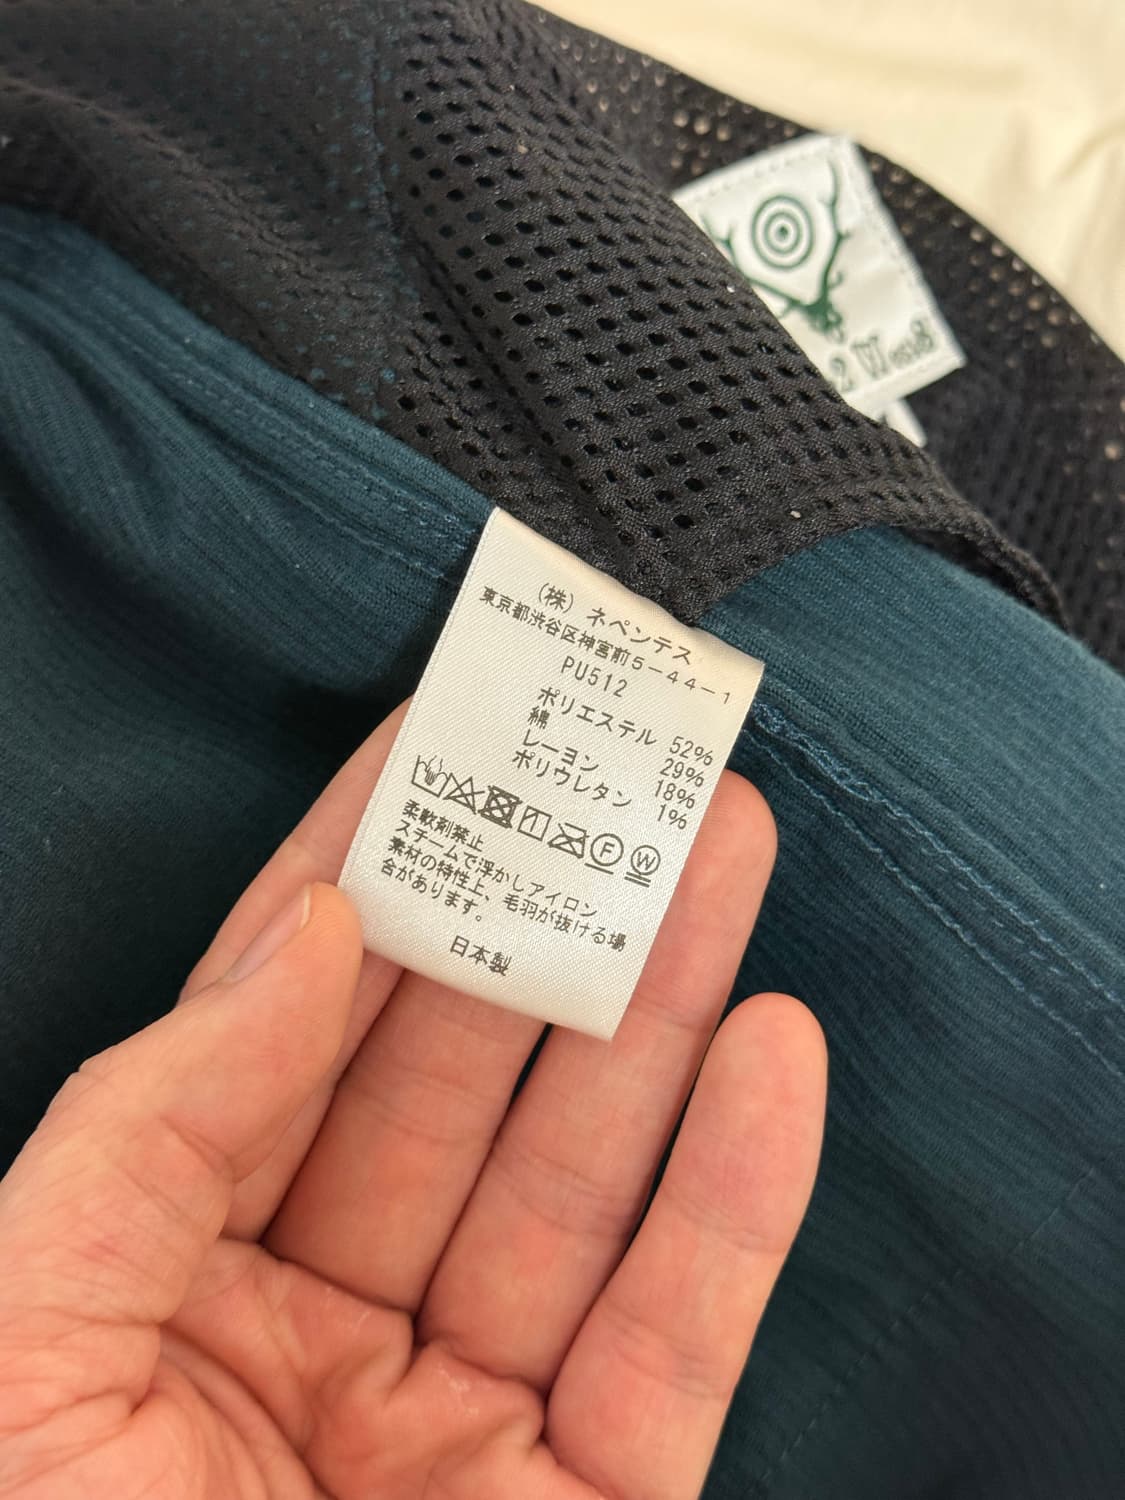 2 West8
(株) ネペンテス
東京都渋谷区神宮前5-44-1
PU512
ポリエステル 52%
綿 29%
レーヨン 18%
ポリウレタン 1%
F W
柔軟剤禁止
スチームで浮かしアイロン
素材の特性上、毛羽が抜ける場
合があります。
日本製